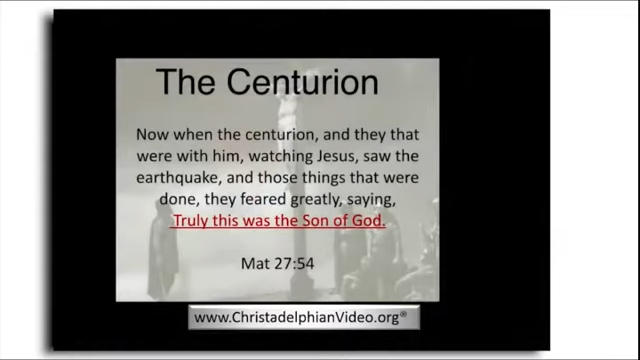 The Centurion
Now when the centurion, and they that
were with him, watching Jesus, saw the
earthquake, and those things that were
done, they feared greatly, saying,
Truly this was the Son of God.
Mat 27:54
www.ChristadelphianVideo.org®